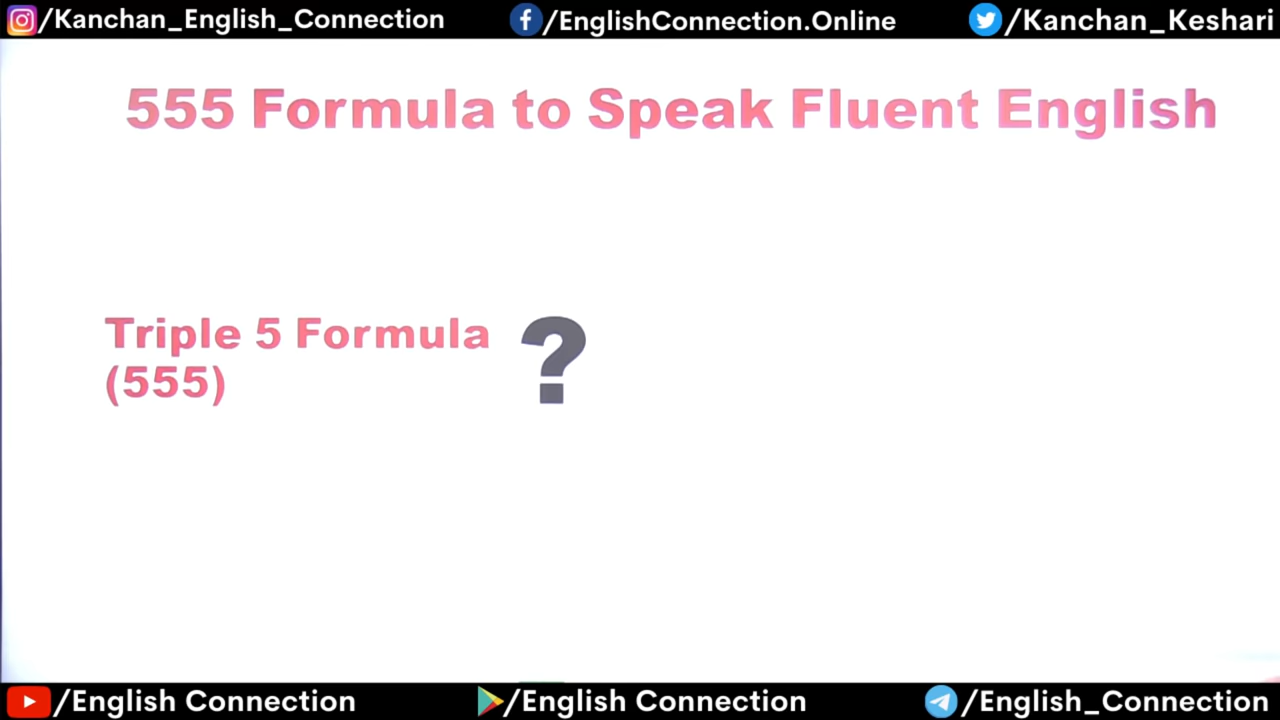 /Kanchan_English_Connection /EnglishConnection.Online /Kanchan_Keshari
555 Formula to Speak Fluent English
Triple 5 Formula
(555)
?
/English Connection /English Connection /English_Connection